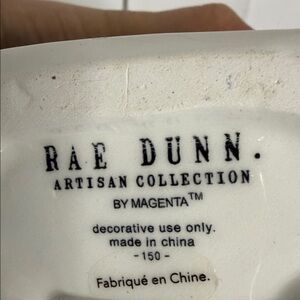 RAE DUNN.
ARTISAN COLLECTION
BY MAGENTA™
decorative use only.
made in china
- 150 -
Fabriqué en Chine.